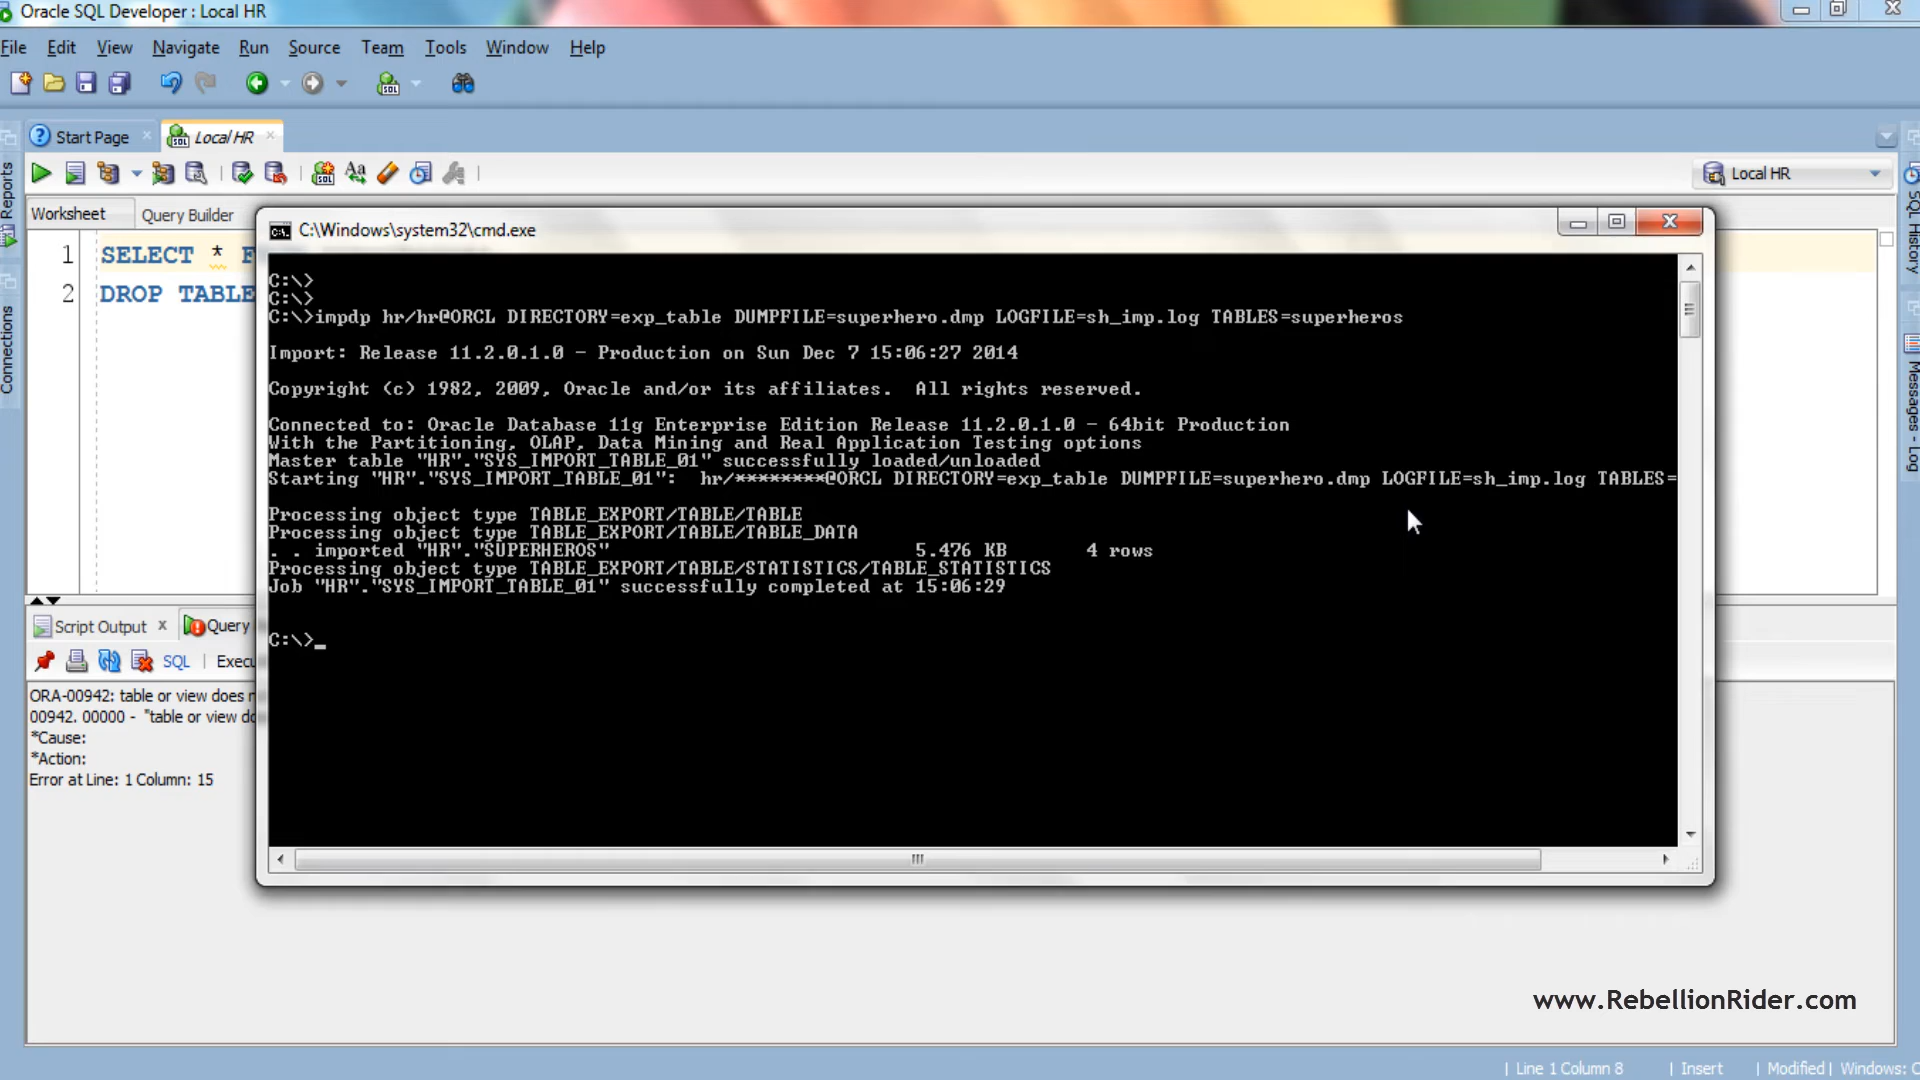 Oracle SQL Developer : Local HR
File Edit View Navigate Run Source Team Tools Window Help
Start Page Local HR
Local HR
Worksheet Query Builder
C:\Windows\system32\cmd.exe
1 SELECT * F
2 DROP TABLE
C:\>
C:\>
C:\>impdp hr/hr@ORCL DIRECTORY=exp_table DUMPFILE=superhero.dmp LOGFILE=sh_imp.log TABLES=superheros
Import: Release 11.2.0.1.0 - Production on Sun Dec 7 15:06:27 2014
Copyright (c) 1982, 2009, Oracle and/or its affiliates.  All rights reserved.
Connected to: Oracle Database 11g Enterprise Edition Release 11.2.0.1.0 - 64bit Production
With the Partitioning, OLAP, Data Mining and Real Application Testing options
Master table "HR"."SYS_IMPORT_TABLE_01" successfully loaded/unloaded
Starting "HR"."SYS_IMPORT_TABLE_01":  hr/********@ORCL DIRECTORY=exp_table DUMPFILE=superhero.dmp LOGFILE=sh_imp.log TABLES=
Processing object type TABLE_EXPORT/TABLE/TABLE
Processing object type TABLE_EXPORT/TABLE/TABLE_DATA
. . imported "HR"."SUPERHEROS" 5.476 KB 4 rows
Processing object type TABLE_EXPORT/TABLE/STATISTICS/TABLE_STATISTICS
Job "HR"."SYS_IMPORT_TABLE_01" successfully completed at 15:06:29
C:\>_
Reports
Connections
SQL History
Messages - Log
Script Output Query
SQL Execu
ORA-00942: table or view does n
00942. 00000 - "table or view do
*Cause:
*Action:
Error at Line: 1 Column: 15
www.RebellionRider.com
Line 1 Column 8 Insert Modified Windows: C